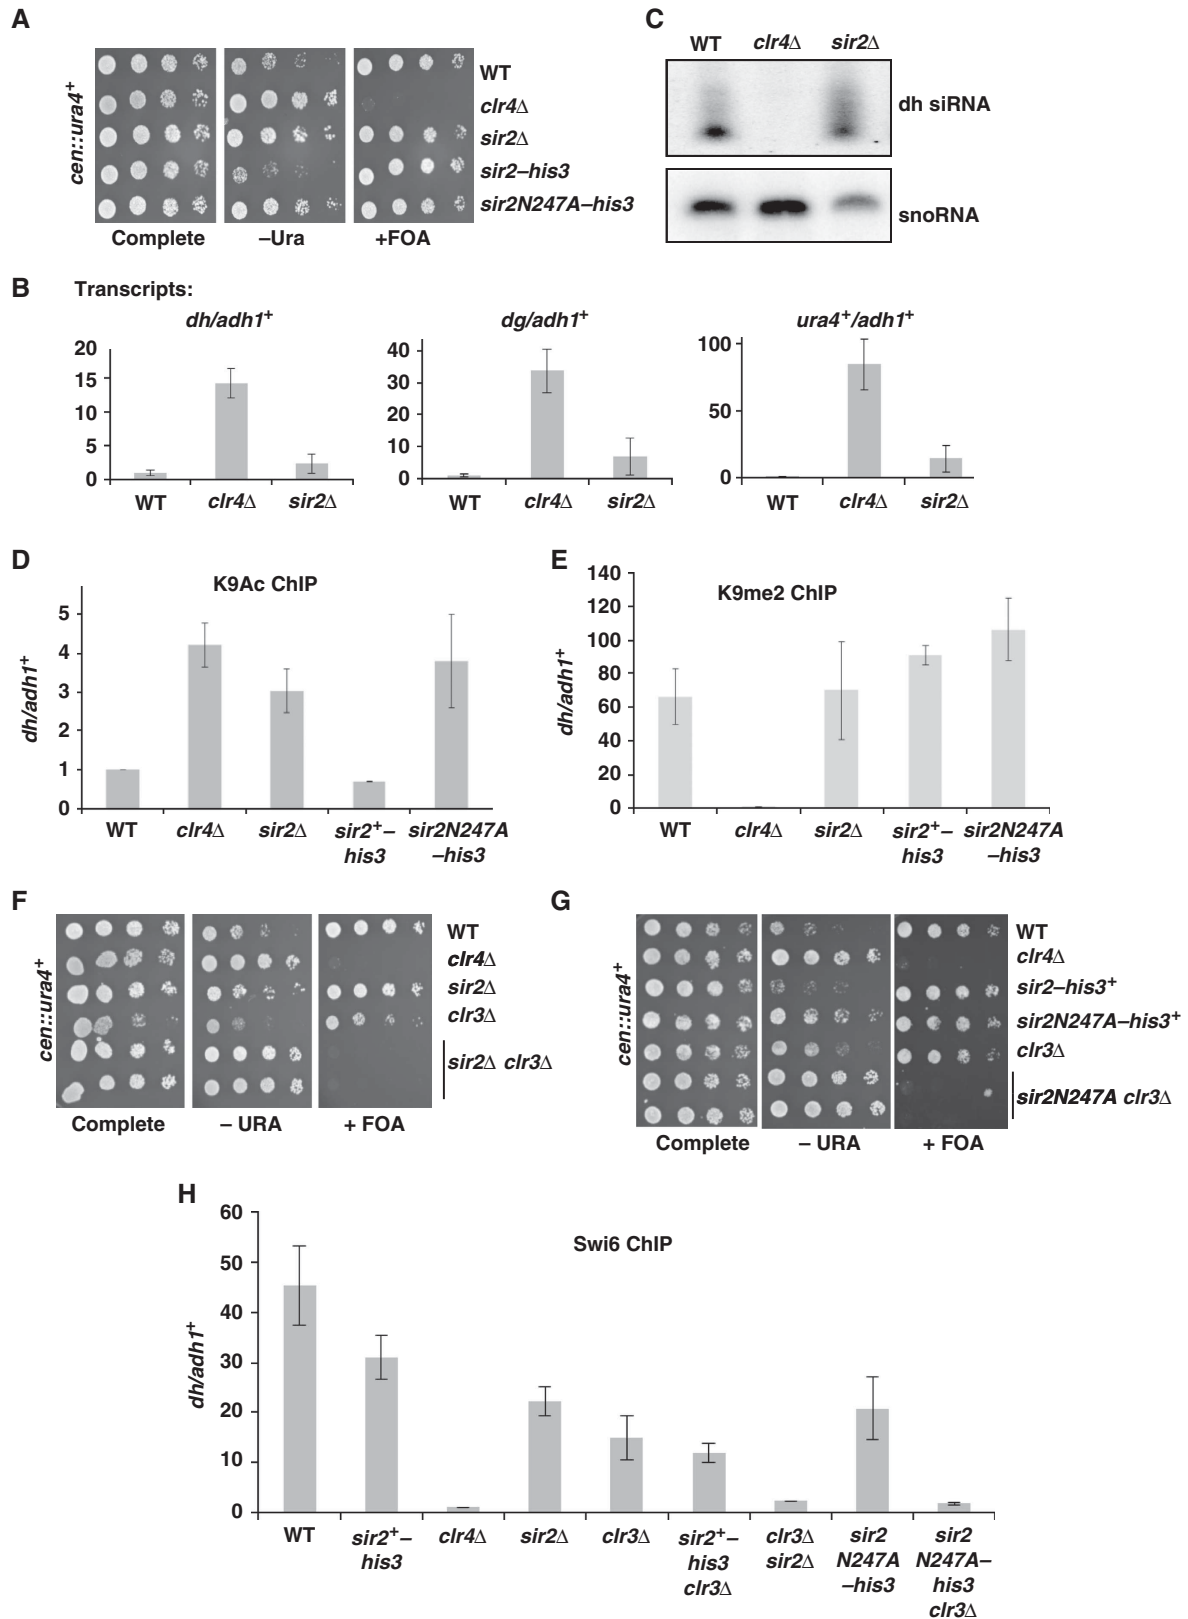 A
cen::ura4+
WT
clr4Δ
sir2Δ
sir2–his3
sir2N247A–his3
Complete
–Ura
+FOA
C
WT clr4Δ sir2Δ
dh siRNA
snoRNA
B Transcripts:
dh/adh1+
20
15
10
5
0
WT clr4Δ sir2Δ
dg/adh1+
40
30
20
10
0
WT clr4Δ sir2Δ
ura4+/adh1+
100
50
0
WT clr4Δ sir2Δ
D
K9Ac ChIP
dh/adh1+
5
4
3
2
1
0
WT clr4Δ sir2Δ sir2+– sir2N247A
his3 –his3
E
K9me2 ChIP
dh/adh1+
140
120
100
80
60
40
20
0
WT clr4Δ sir2Δ sir2+– sir2N247A
his3 –his3
F
cen::ura4+
WT
clr4Δ
sir2Δ
clr3Δ
sir2Δ clr3Δ
Complete – URA + FOA
G
cen::ura4+
WT
clr4Δ
sir2–his3+
sir2N247A–his3+
clr3Δ
sir2N247A clr3Δ
Complete – URA + FOA
H
Swi6 ChIP
dh/adh1+
60
50
40
30
20
10
0
WT sir2+– clr4Δ sir2Δ clr3Δ sir2+– clr3Δ sir2 sir2
his3 his3 sir2Δ N247A N247A–
clr3Δ –his3 his3
clr3Δ